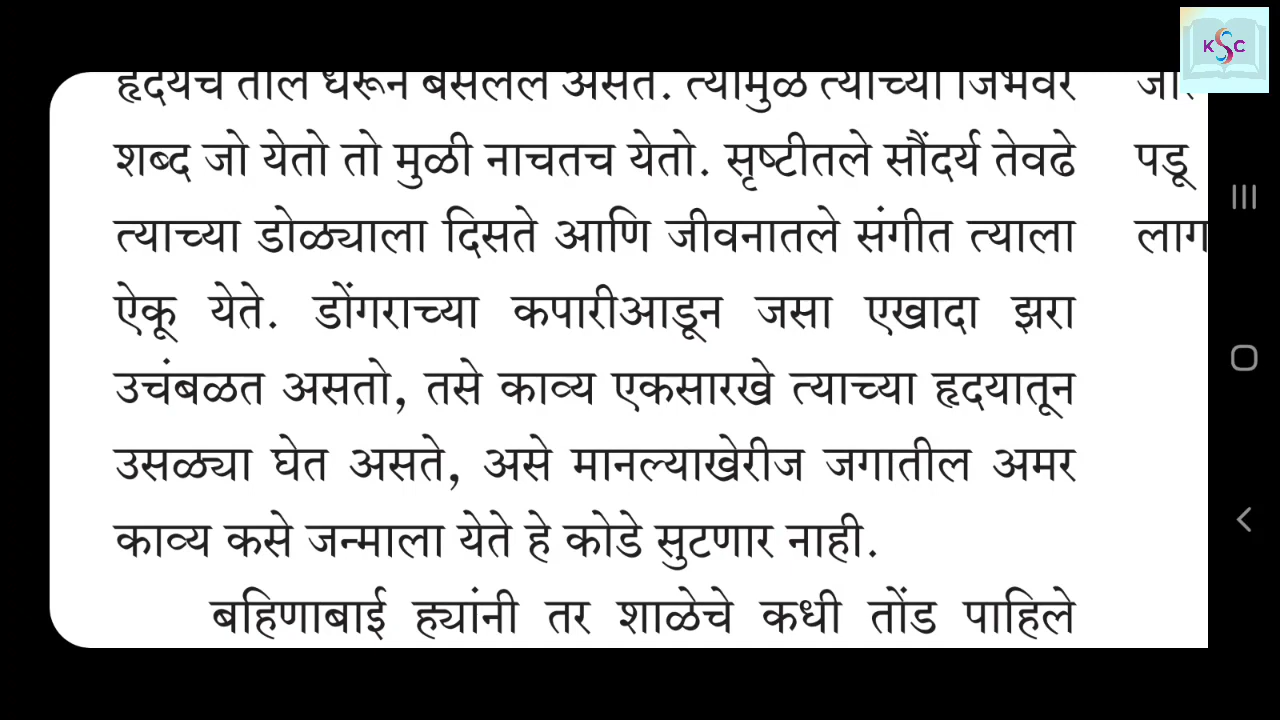 हृदयच ताल धरून बसलेले असते. त्यामुळे त्याच्या जिभेवर
शब्द जो येतो तो मुळी नाचतच येतो. सृष्टीतले सौंदर्य तेवढे
त्याच्या डोळ्याला दिसते आणि जीवनातले संगीत त्याला
ऐकू येते. डोंगराच्या कपारीआडून जसा एखादा झरा
उचंबळत असतो, तसे काव्य एकसारखे त्याच्या हृदयातून
उसळ्या घेत असते, असे मानल्याखेरीज जगातील अमर
काव्य कसे जन्माला येते हे कोडे सुटणार नाही.
बहिणाबाई ह्यांनी तर शाळेचे कधी तोंड पाहिले
पडू
लाग
KSC